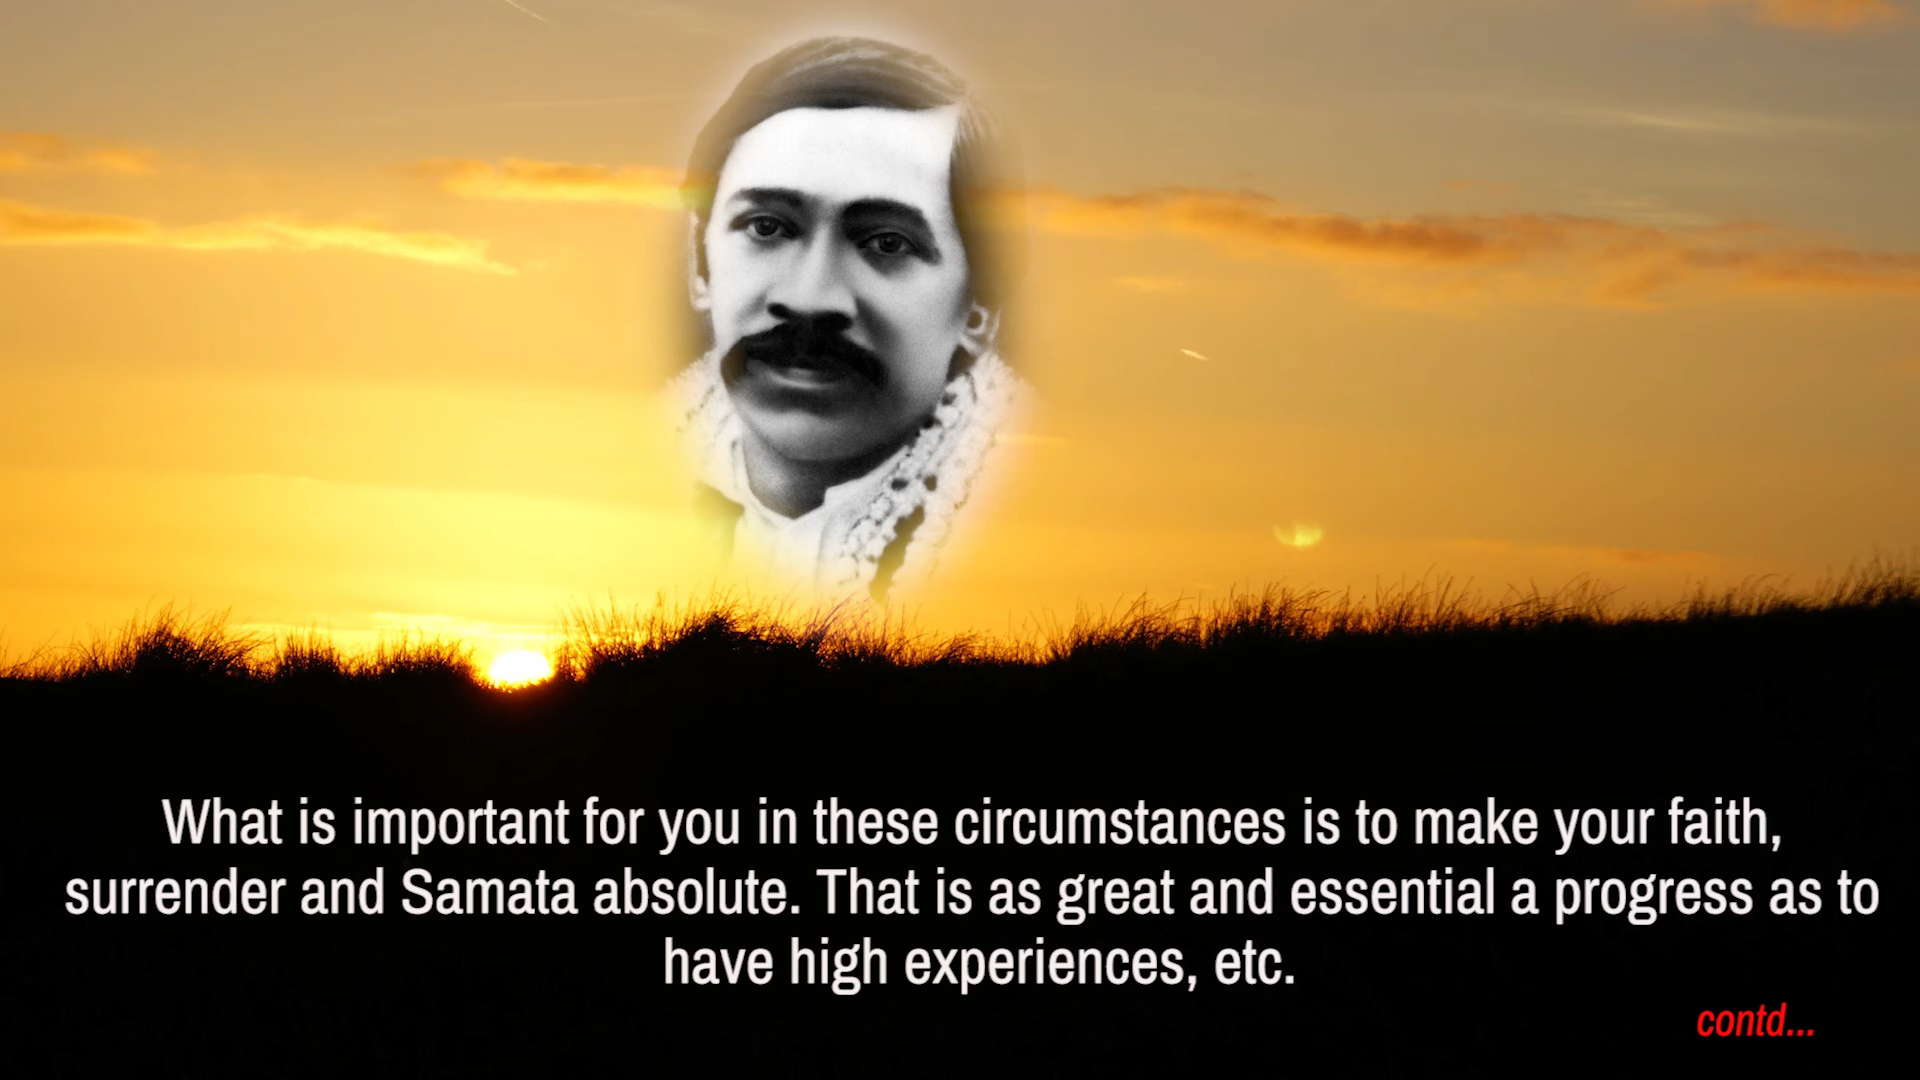 What is important for you in these circumstances is to make your faith,
surrender and Samata absolute. That is as great and essential a progress as to
have high experiences, etc.
contd...